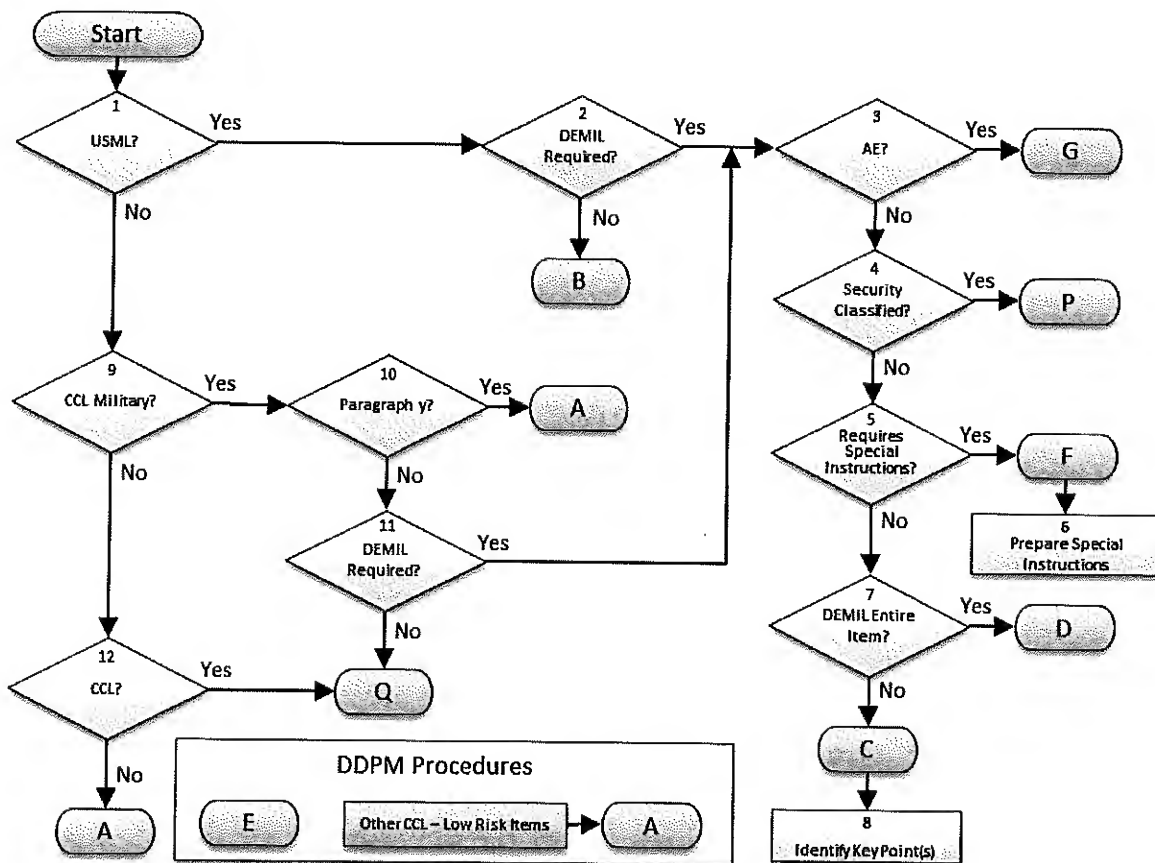 Start
1
USML?
Yes
No
2
DEMIL
Required?
Yes
No
B
3
AE?
Yes
G
No
4
Security
Classified?
Yes
P
No
5
Requires
Special
Instructions?
Yes
F
No
6
Prepare Special
Instructions
7
DEMIL Entire
Item?
Yes
D
No
C
8
Identify Key Point(s)
9
CCL Military?
Yes
No
10
Paragraph y?
Yes
A
No
11
DEMIL
Required?
Yes
No
Q
12
CCL?
Yes
No
A
DDPM Procedures
E
Other CCL – Low Risk Items
A